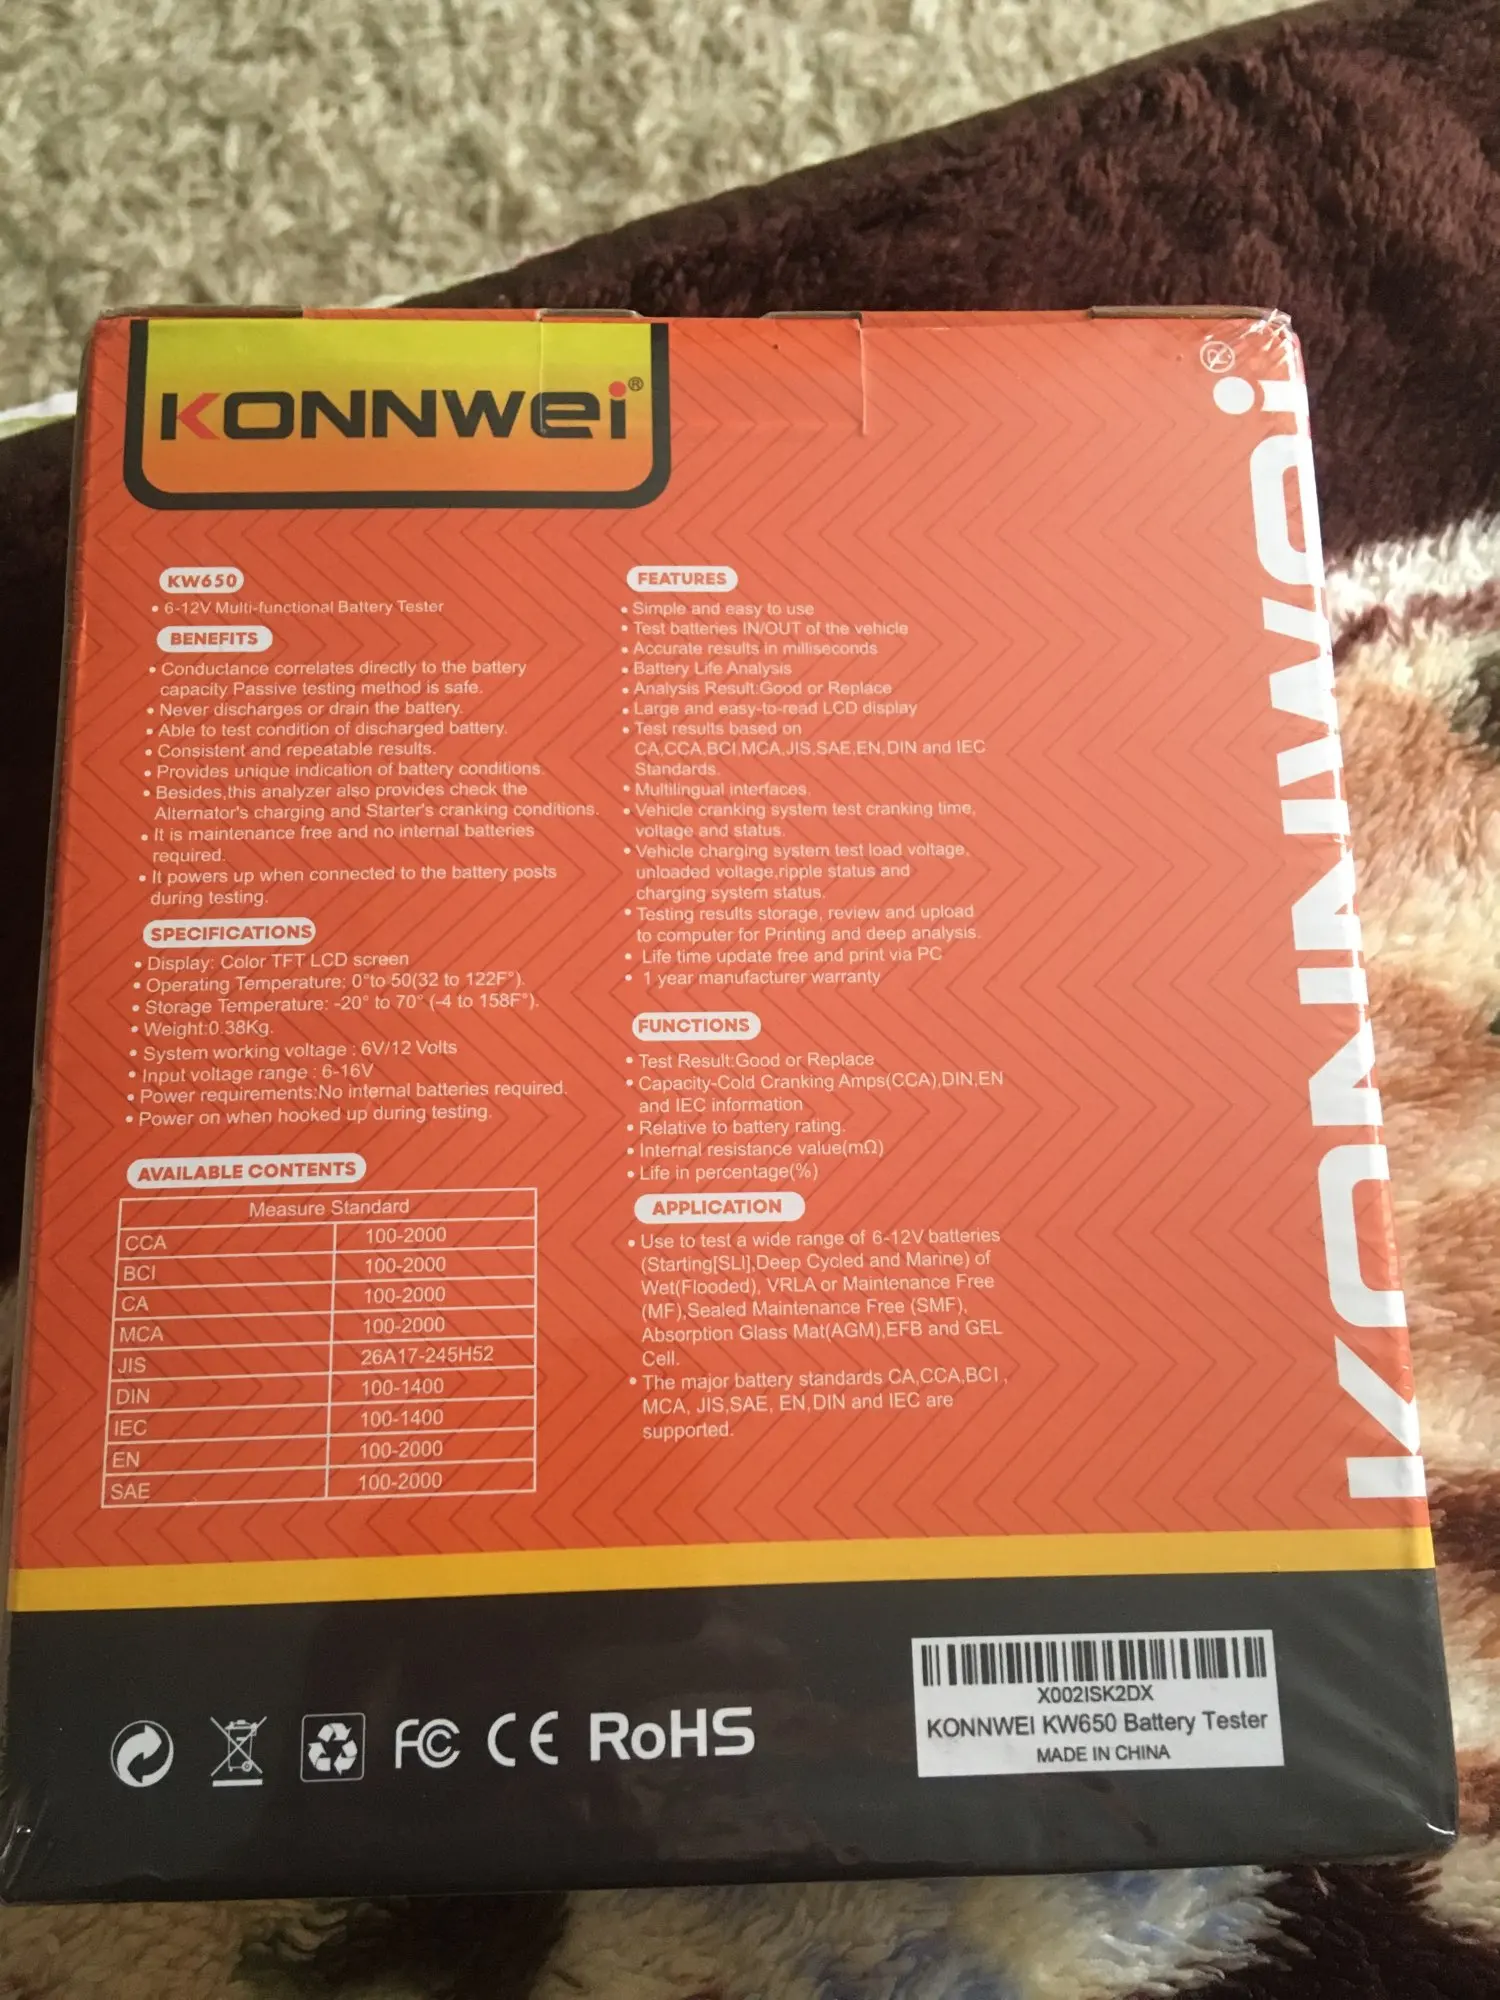 KONNWEI®
KW650
• 6-12V Multi-functional Battery Tester
BENEFITS
• Conductance correlates directly to the battery
capacity Passive testing method is safe.
• Never discharges or drain the battery.
• Able to test condition of discharged battery.
• Consistent and repeatable results.
• Provides unique indication of battery conditions.
• Besides,this analyzer also provides check the
Alternator's charging and Starter's cranking conditions.
• It is maintenance free and no internal batteries
required.
• It powers up when connected to the battery posts
during testing.
SPECIFICATIONS
• Display: Color TFT LCD screen
• Operating Temperature: 0°to 50(32 to 122F°).
• Storage Temperature: -20° to 70° (-4 to 158F°).
• Weight:0.38Kg.
• System working voltage : 6V/12 Volts
• Input voltage range : 6-16V
• Power requirements:No internal batteries required.
• Power on when hooked up during testing.
AVAILABLE CONTENTS
Measure Standard
CCA 100-2000
BCI 100-2000
CA 100-2000
MCA 100-2000
JIS 26A17-245H52
DIN 100-1400
IEC 100-1400
EN 100-2000
SAE 100-2000
FEATURES
• Simple and easy to use
• Test batteries IN/OUT of the vehicle
• Accurate results in milliseconds
• Battery Life Analysis
• Analysis Result:Good or Replace
• Large and easy-to-read LCD display
• Test results based on
CA,CCA,BCI,MCA,JIS,SAE,EN,DIN and IEC
Standards.
• Multilingual interfaces.
• Vehicle cranking system test cranking time,
voltage and status.
• Vehicle charging system test load voltage,
unloaded voltage,ripple status and
charging system status.
• Testing results storage, review and upload
to computer for Printing and deep analysis.
• Life time update free and print via PC
• 1 year manufacturer warranty
FUNCTIONS
• Test Result:Good or Replace
• Capacity-Cold Cranking Amps(CCA),DIN,EN
and IEC information
• Relative to battery rating.
• Internal resistance value(mΩ)
• Life in percentage(%)
APPLICATION
• Use to test a wide range of 6-12V batteries
(Starting[SLI],Deep Cycled and Marine) of
Wet(Flooded), VRLA or Maintenance Free
(MF),Sealed Maintenance Free (SMF),
Absorption Glass Mat(AGM),EFB and GEL
Cell.
• The major battery standards CA,CCA,BCI,
MCA, JIS,SAE, EN,DIN and IEC are
supported.
KONNWEI®
FC CE RoHS
X002ISK2DX
KONNWEI KW650 Battery Tester
MADE IN CHINA